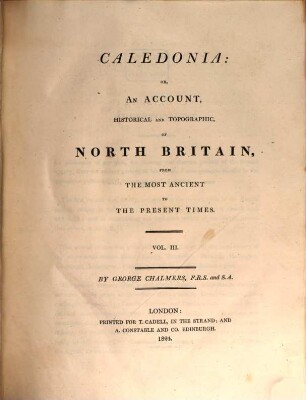 CALEDONIA:
OR,
AN ACCOUNT,
HISTORICAL AND TOPOGRAPHIC,
OF
NORTH BRITAIN,
FROM
THE MOST ANCIENT
TO
THE PRESENT TIMES.
VOL. III.
BY GEORGE CHALMERS, F.R.S. and S.A.
LONDON:
PRINTED FOR T. CADELL, IN THE STRAND; AND
A. CONSTABLE AND CO. EDINBURGH.
1824.